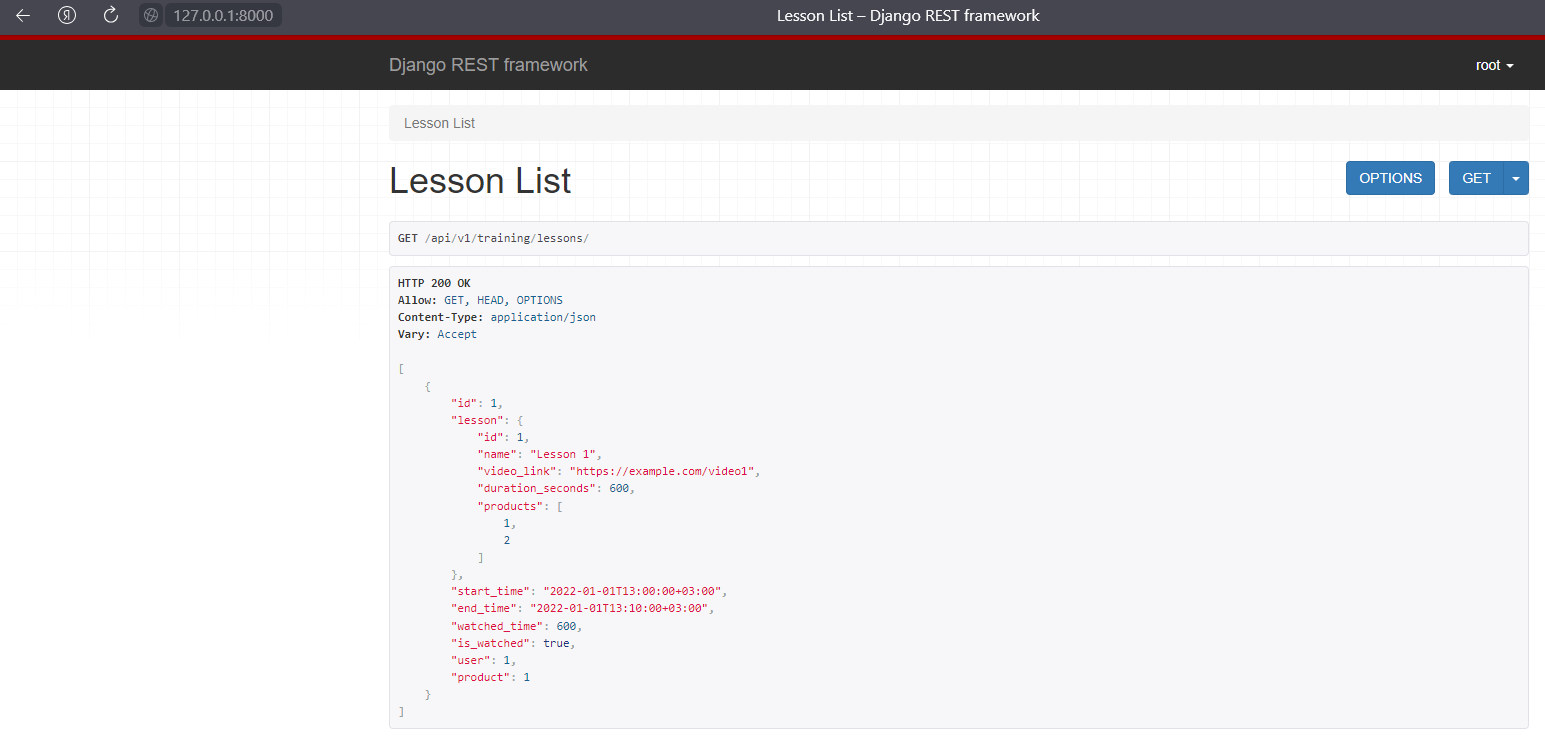 Я 127.0.0.1:8000 Lesson List – Django REST framework
Django REST framework root
Lesson List
Lesson List OPTIONS GET
GET /api/v1/training/lessons/
HTTP 200 OK
Allow: GET, HEAD, OPTIONS
Content-Type: application/json
Vary: Accept
[
    {
        "id": 1,
        "lesson": {
            "id": 1,
            "name": "Lesson 1",
            "video_link": "https://example.com/video1",
            "duration_seconds": 600,
            "products": [
                1,
                2
            ]
        },
        "start_time": "2022-01-01T13:00:00+03:00",
        "end_time": "2022-01-01T13:10:00+03:00",
        "watched_time": 600,
        "is_watched": true,
        "user": 1,
        "product": 1
    }
]